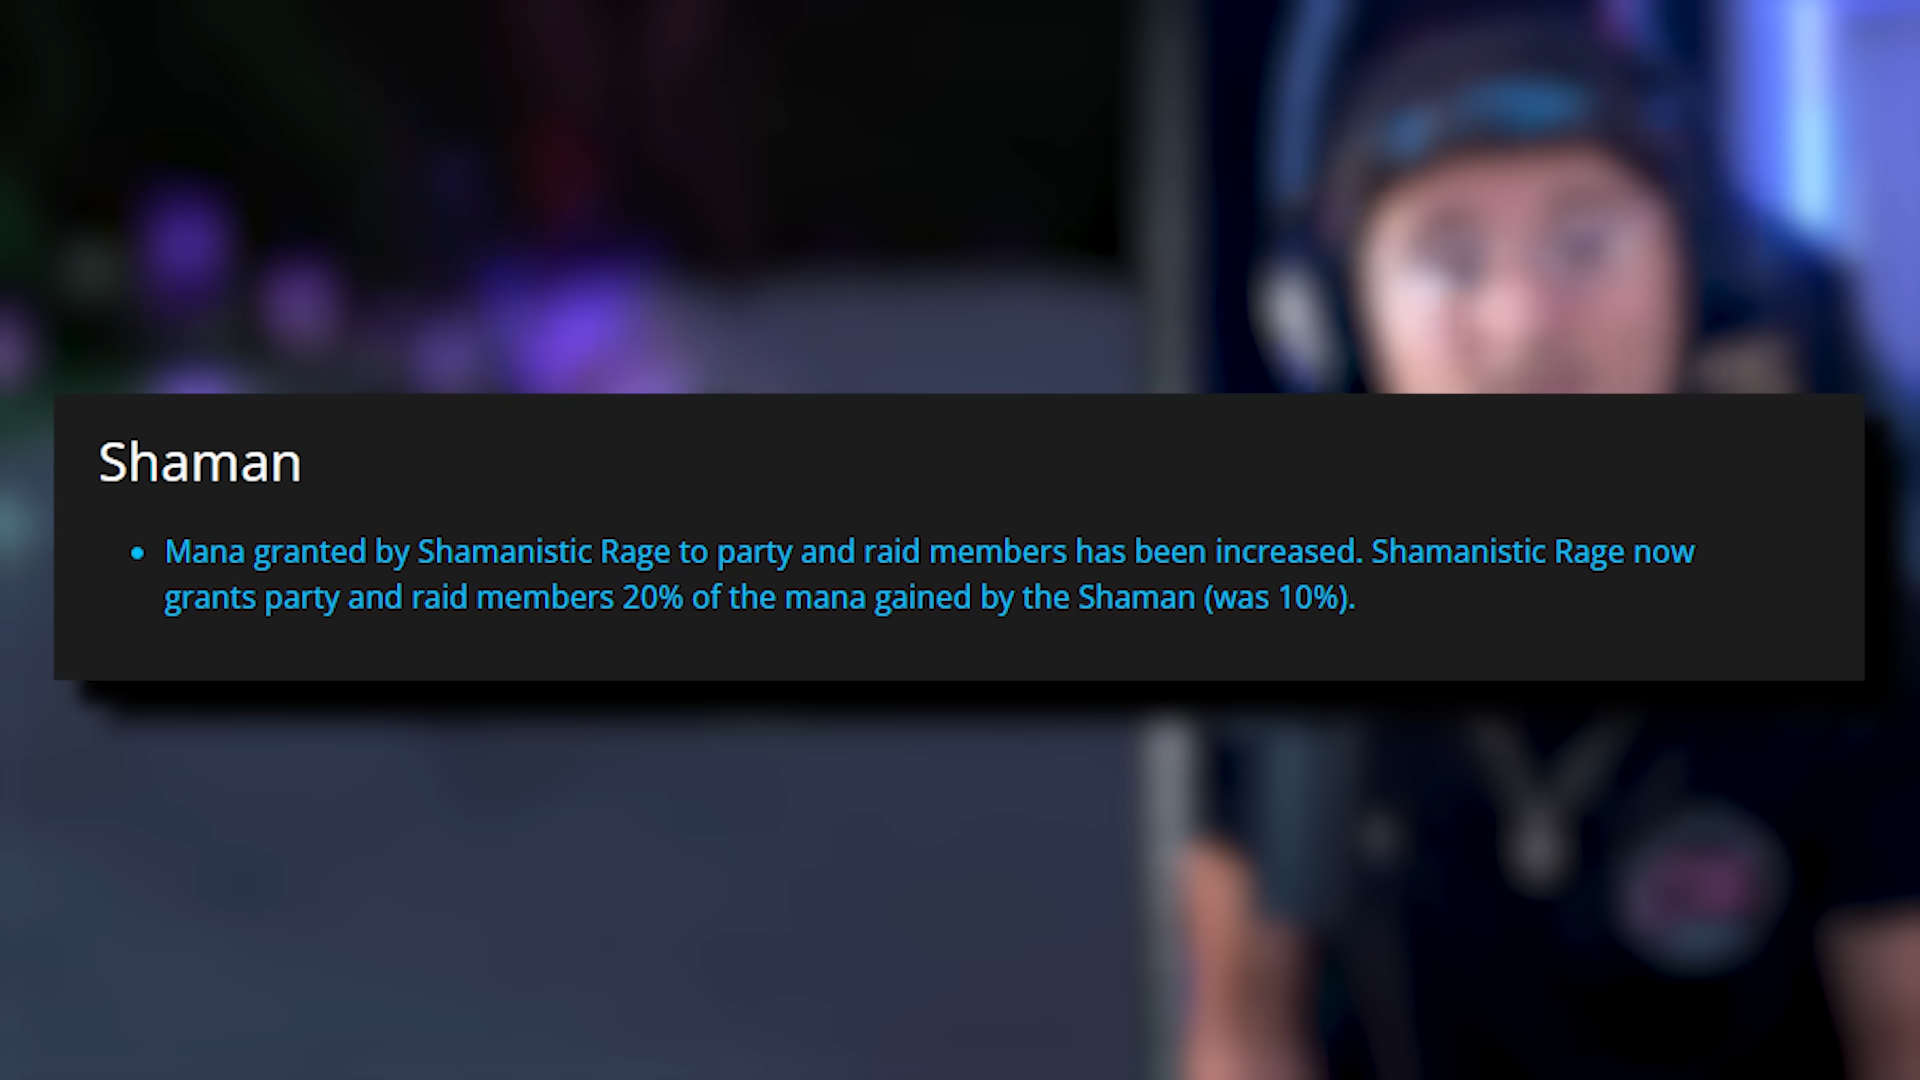 Shaman
• Mana granted by Shamanistic Rage to party and raid members has been increased. Shamanistic Rage now
grants party and raid members 20% of the mana gained by the Shaman (was 10%).